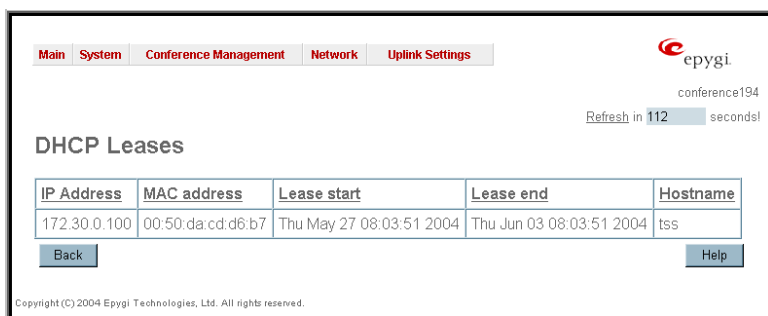 Main System Conference Management Network Uplink Settings
epygi.
conference194
Refresh in 112 seconds!
DHCP Leases
IP Address MAC address Lease start Lease end Hostname
172.30.0.100 00:50:da:cd:d6:b7 Thu May 27 08:03:51 2004 Thu Jun 03 08:03:51 2004 tss
Back Help
Copyright (C) 2004 Epygi Technologies, Ltd. All rights reserved.